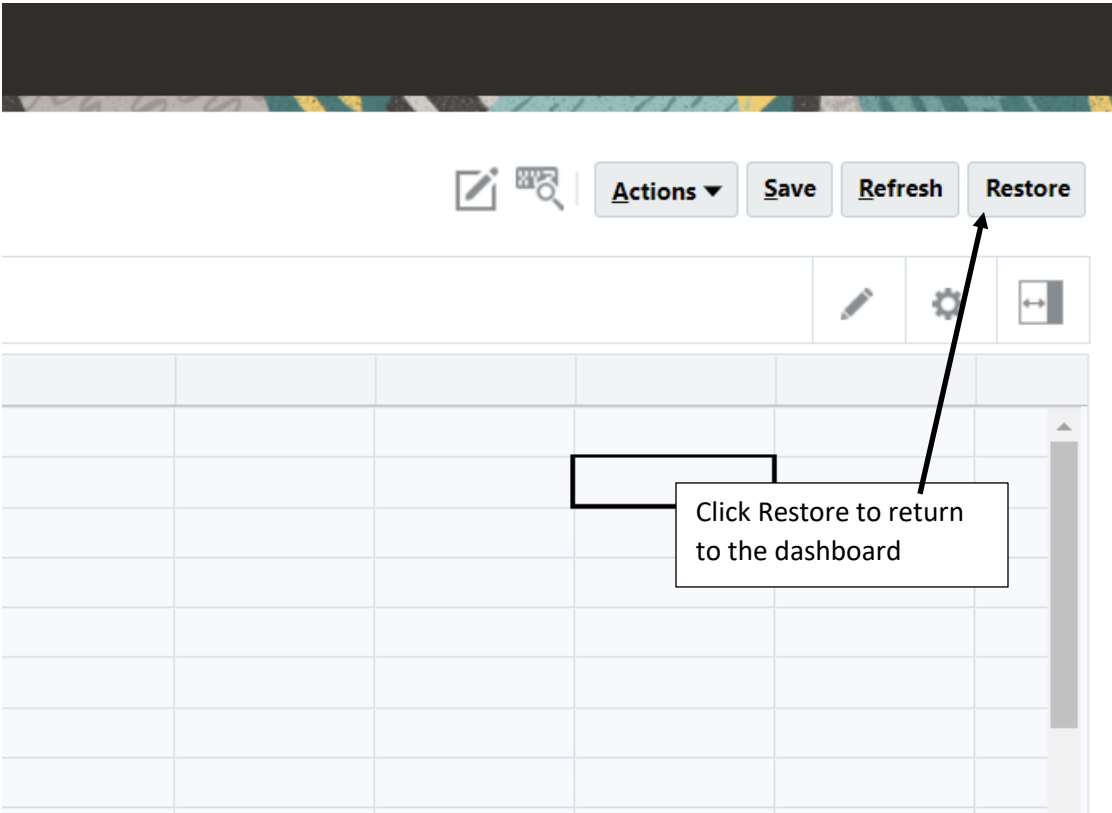 Actions Save Refresh Restore
Click Restore to return
to the dashboard